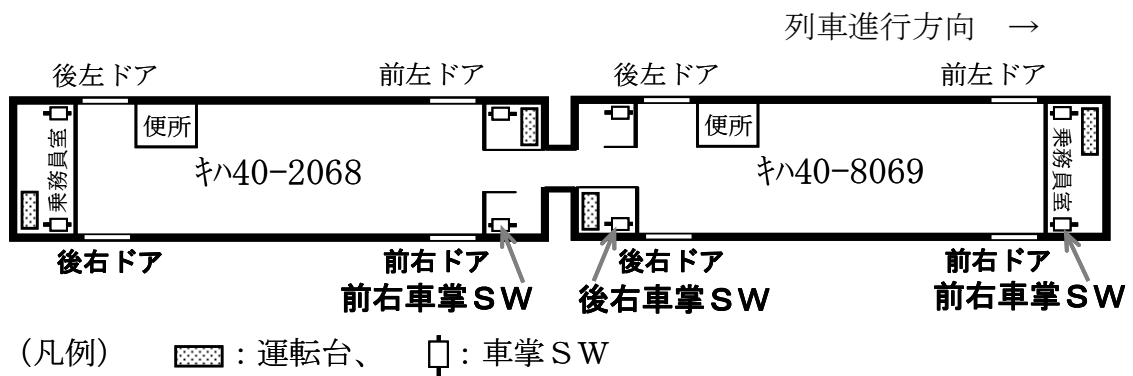 列車進行方向　→
後左ドア　前左ドア　後左ドア　前左ドア
乗務員室　便所　便所　乗務員室
ｷﾊ40-2068　ｷﾊ40-8069
後右ドア　前右ドア　後右ドア　前右ドア
前右車掌ＳＷ　後右車掌ＳＷ　前右車掌ＳＷ
(凡例)　：運転台、　：車掌ＳＷ